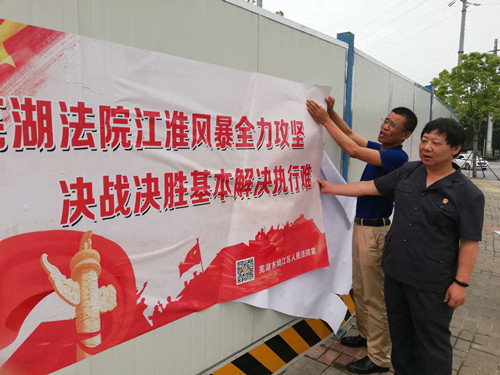 芜湖法院江淮风暴全力攻坚
决战决胜基本解决执行难
芜湖市鸠江区人民法院宣